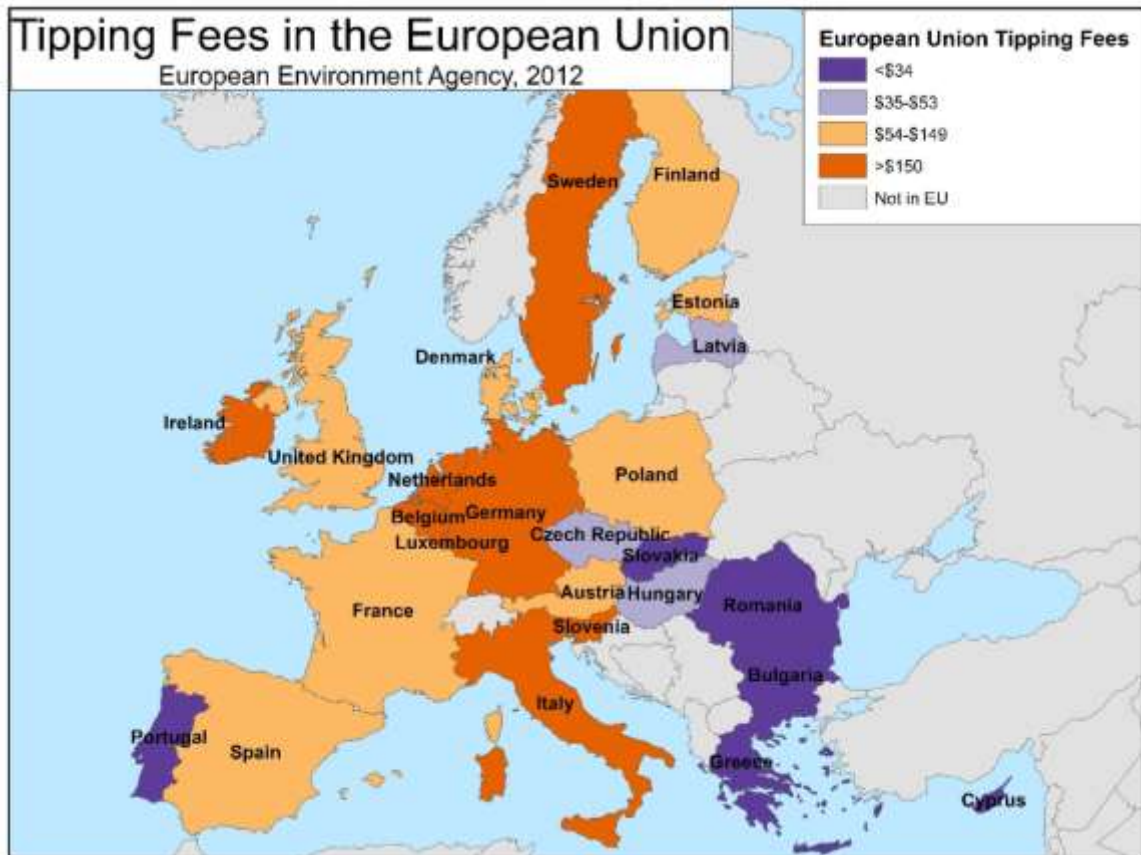 Tipping Fees in the European Union
European Environment Agency, 2012
European Union Tipping Fees
<$34
$35-$53
$54-$149
>$150
Not in EU
Sweden
Finland
Estonia
Latvia
Denmark
Ireland
United Kingdom
Netherlands
Poland
Belgium
Germany
Czech Republic
Luxembourg
Slovakia
Austria
Hungary
France
Romania
Slovenia
Bulgaria
Italy
Portugal
Spain
Greece
Cyprus